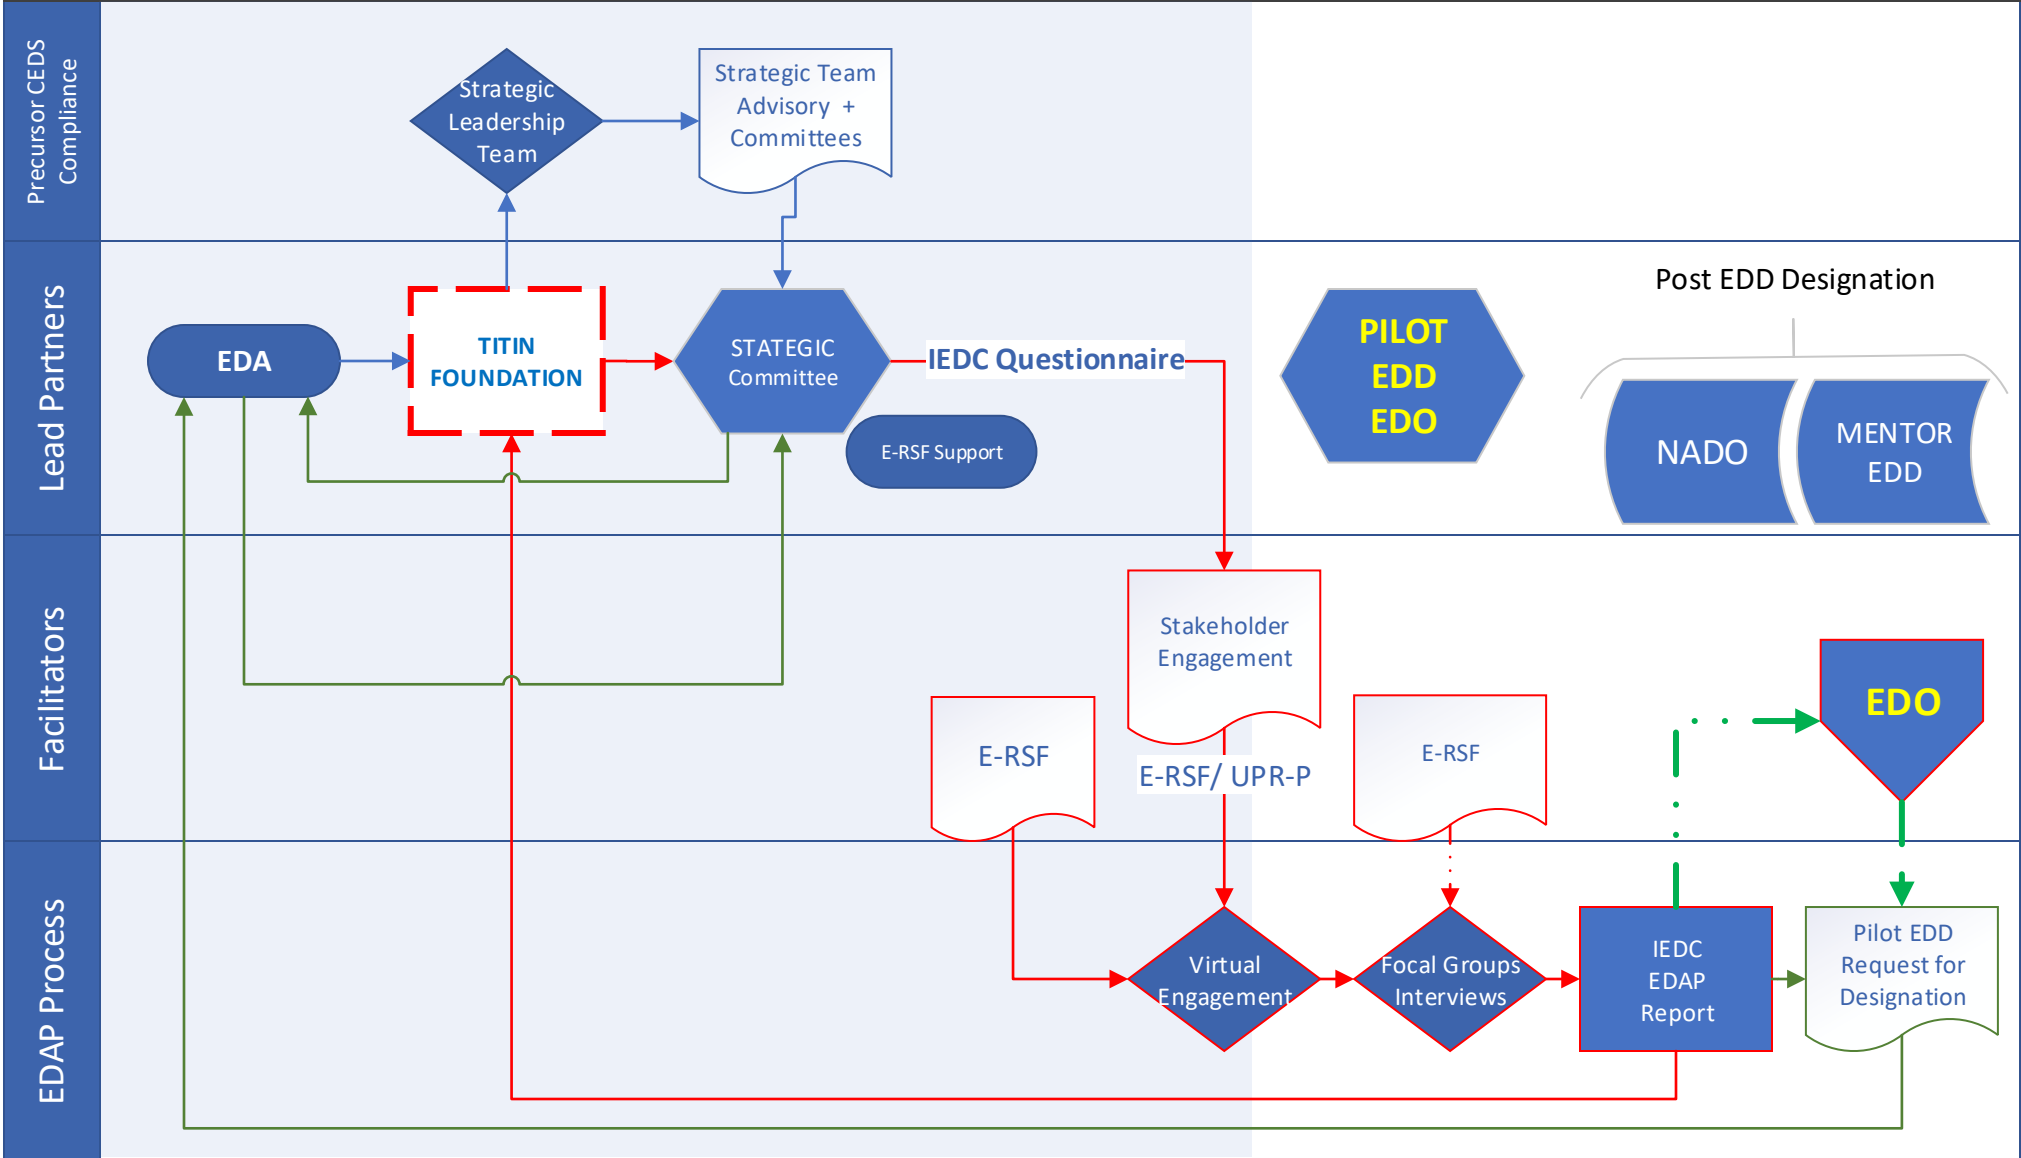 Precursor CEDS
Compliance
Strategic
Leadership
Team
Strategic Team
Advisory +
Committees
Lead Partners
EDA
TITIN
FOUNDATION
STATEGIC
Committee
IEDC Questionnaire
E-RSF Support
PILOT
EDD
EDO
Post EDD Designation
NADO
MENTOR
EDD
Facilitators
Stakeholder
Engagement
E-RSF
E-RSF/ UPR-P
E-RSF
EDO
EDAP Process
Virtual
Engagement
Focal Groups
Interviews
IEDC
EDAP
Report
Pilot EDD
Request for
Designation